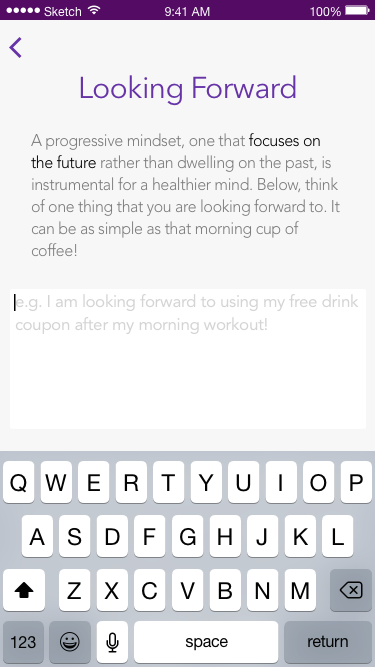 Sketch 9:41 AM 100%
Looking Forward
A progressive mindset, one that focuses on
the future rather than dwelling on the past, is
instrumental for a healthier mind. Below, think
of one thing that you are looking forward to. It
can be as simple as that morning cup of
coffee!
e.g. I am looking forward to using my free drink
coupon after my morning workout!
Q W E R T Y U I O P
A S D F G H J K L
Z X C V B N M
123 space return